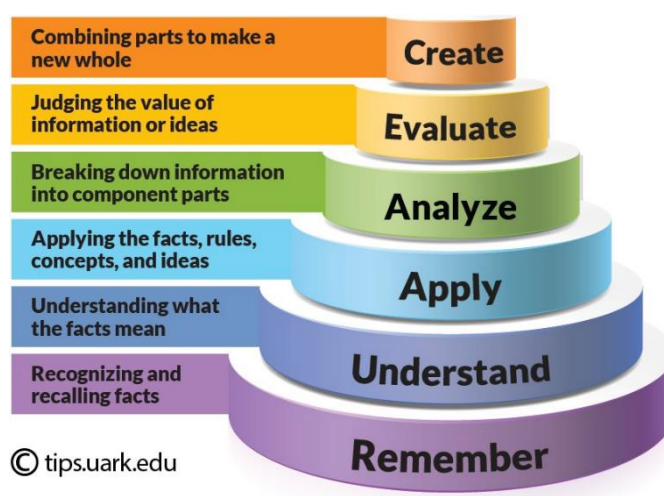 Combining parts to make a
new whole
Create
Judging the value of
information or ideas
Evaluate
Breaking down information
into component parts
Analyze
Applying the facts, rules,
concepts, and ideas
Apply
Understanding what
the facts mean
Understand
Recognizing and
recalling facts
Remember
© tips.uark.edu